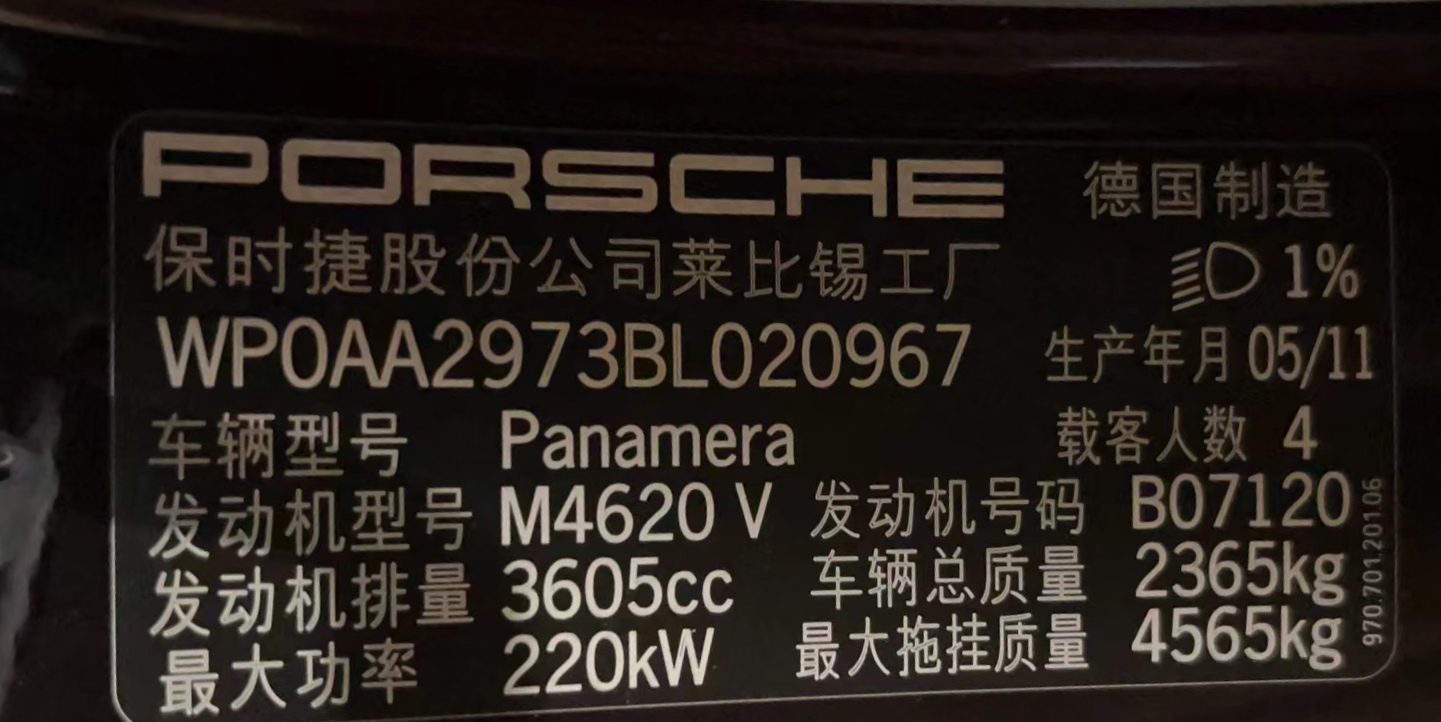 PORSCHE 德国制造
保时捷股份公司莱比锡工厂 1%
WP0AA2973BL020967 生产年月 05/11
车辆型号 Panamera 载客人数 4
发动机型号 M4620 V 发动机号码 B07120
发动机排量 3605cc 车辆总质量 2365kg
最大功率 220kW 最大拖挂质量 4565kg
970.701.201.06